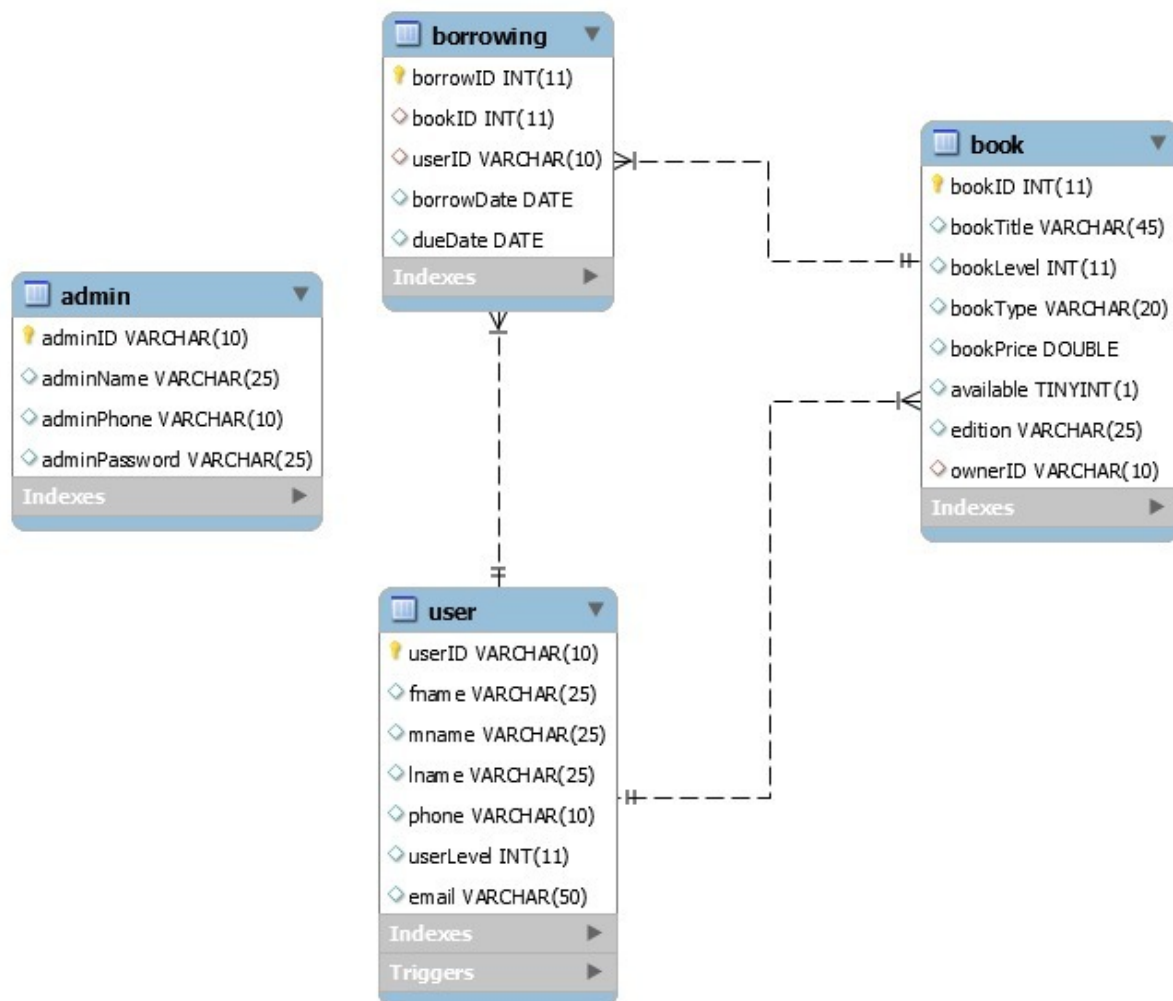 borrowing
borrowID INT(11)
bookID INT(11)
userID VARCHAR(10)
borrowDate DATE
dueDate DATE
Indexes
book
bookID INT(11)
bookTitle VARCHAR(45)
bookLevel INT(11)
bookType VARCHAR(20)
bookPrice DOUBLE
available TINYINT(1)
edition VARCHAR(25)
ownerID VARCHAR(10)
Indexes
admin
adminID VARCHAR(10)
adminName VARCHAR(25)
adminPhone VARCHAR(10)
adminPassword VARCHAR(25)
Indexes
user
userID VARCHAR(10)
fname VARCHAR(25)
mname VARCHAR(25)
lname VARCHAR(25)
phone VARCHAR(10)
userLevel INT(11)
email VARCHAR(50)
Indexes
Triggers